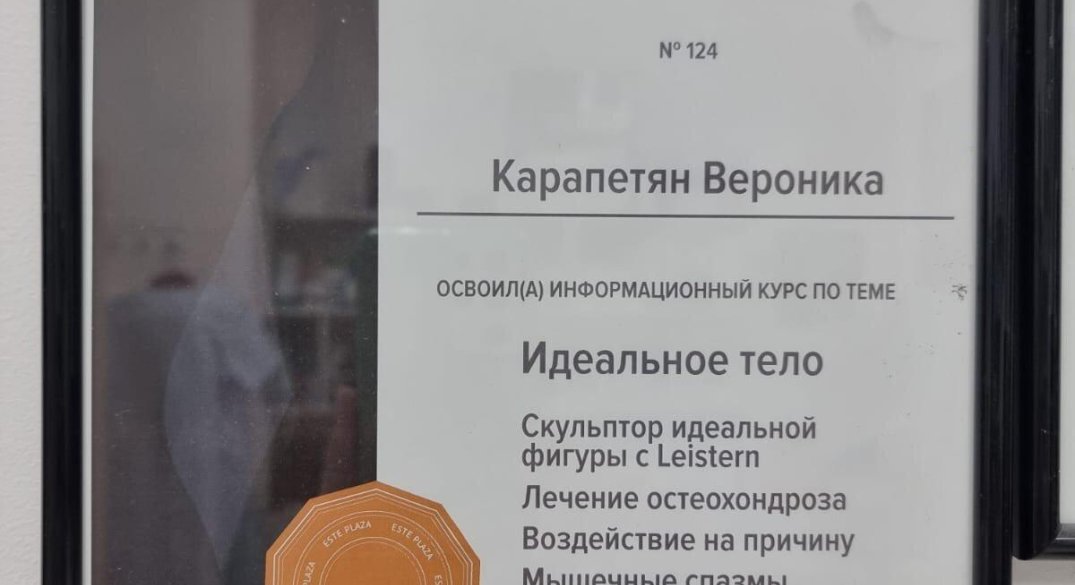 № 124
Карапетян Вероника
ОСВОИЛ(А) ИНФОРМАЦИОННЫЙ КУРС ПО ТЕМЕ
Идеальное тело
Скульптор идеальной
фигуры с Leistern
Лечение остеохондроза
Воздействие на причину
Мышечные спазмы
ESTE PLAZA ESTE PLAZA